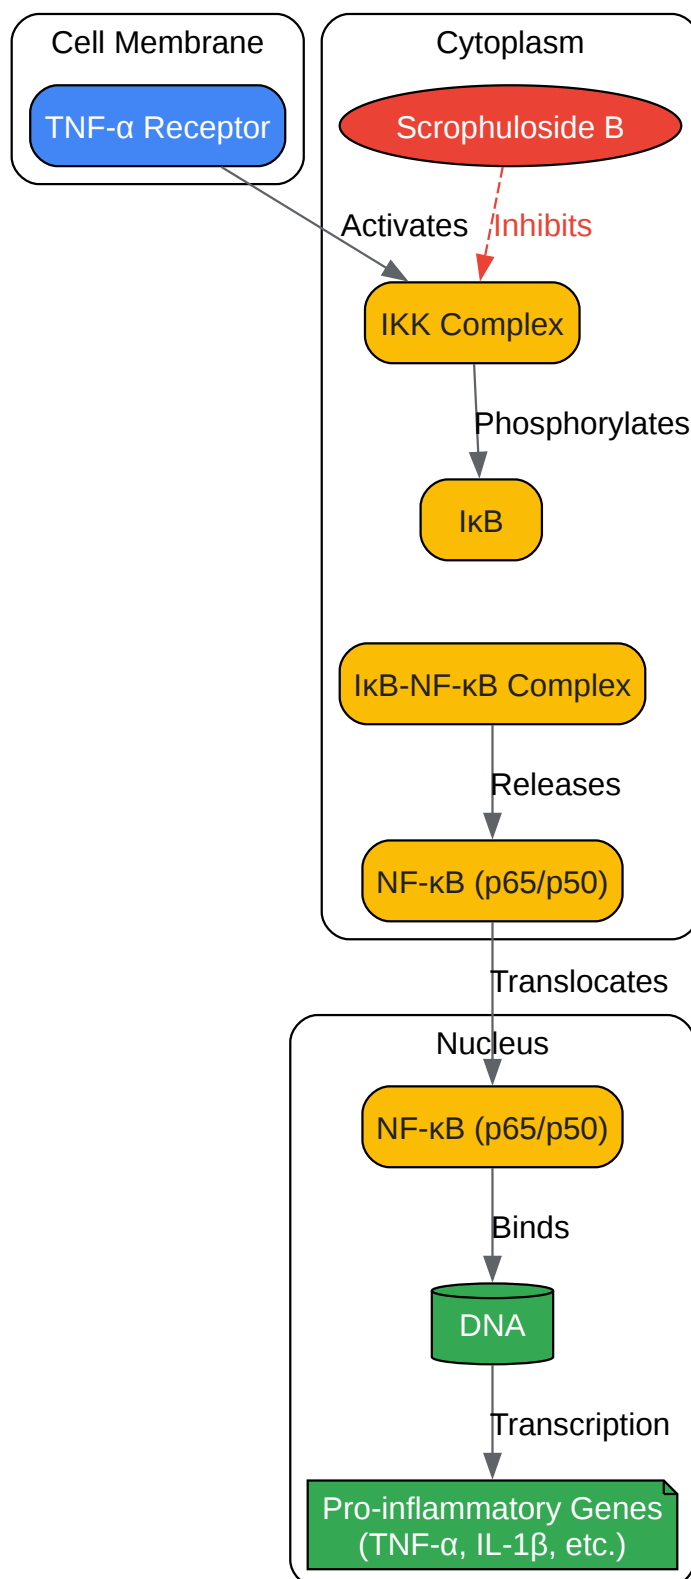 Cell Membrane
Cytoplasm
TNF-α Receptor
Scrophuloside B
Activates
Inhibits
IKK Complex
Phosphorylates
IκB
IκB-NF-κB Complex
Releases
NF-κB (p65/p50)
Translocates
Nucleus
NF-κB (p65/p50)
Binds
DNA
Transcription
Pro-inflammatory Genes
(TNF-α, IL-1β, etc.)